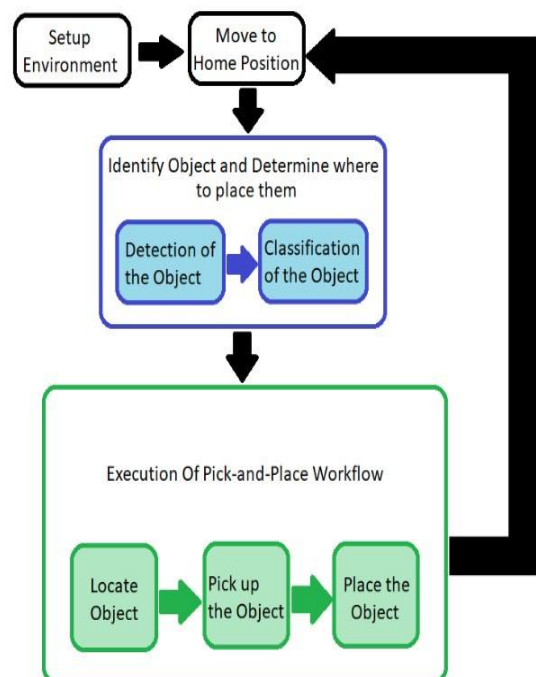 Setup
Environment
Move to
Home Position
Identify Object and Determine where
to place them
Detection of
the Object
Classification
of the Object
Execution Of Pick-and-Place Workflow
Locate
Object
Pick up
the Object
Place the
Object